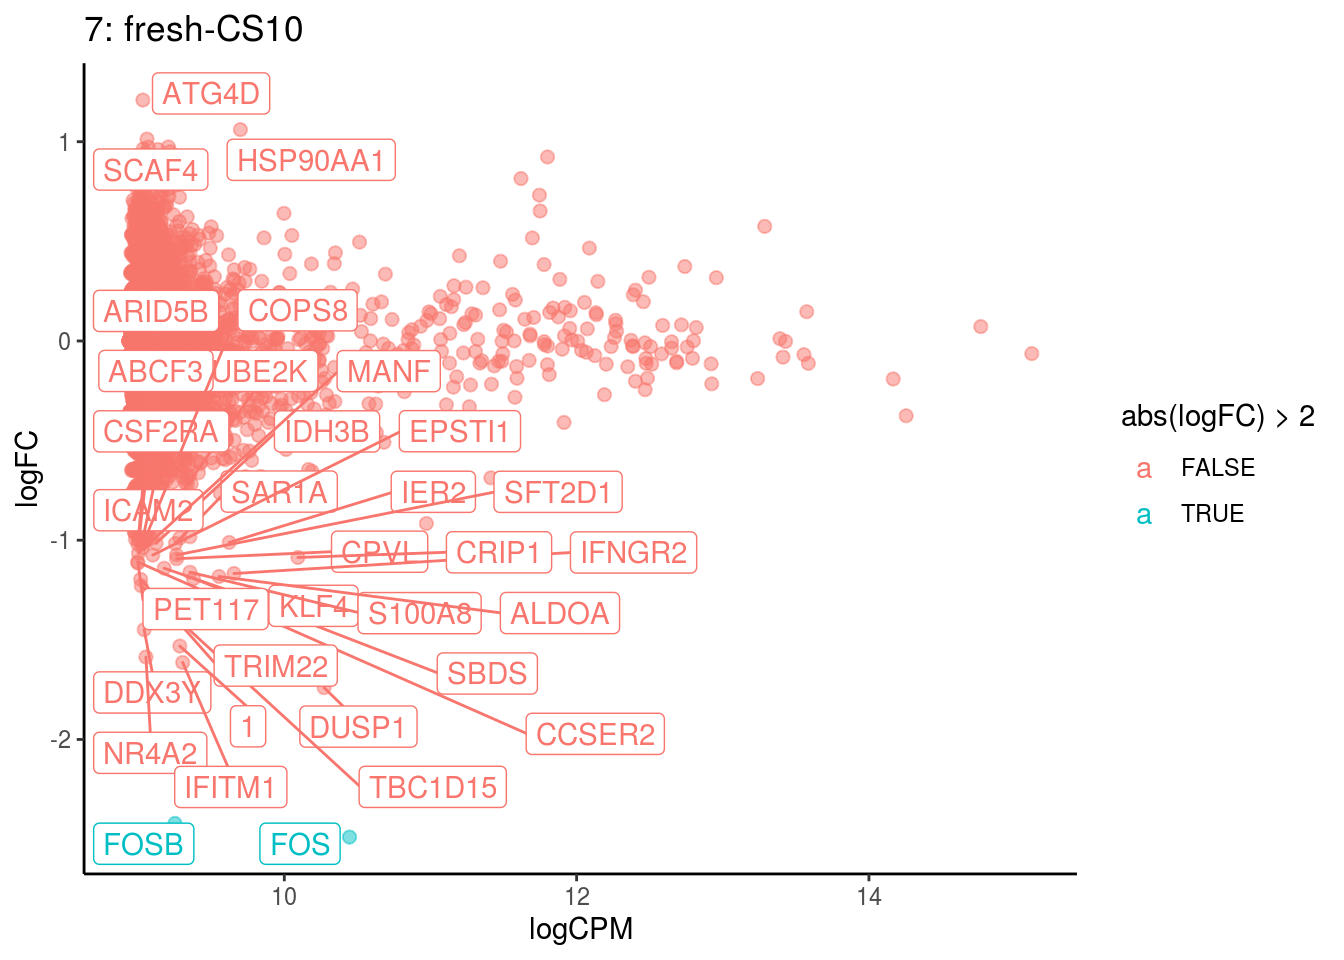 7: fresh-CS10
ATG4D
HSP90AA1
SCAF4
ARID5B
COPS8
ABCF3
UBE2K
MANF
CSF2RA
IDH3B
EPSTI1
ICAM2
SAR1A
IER2
SFT2D1
CPVL
CRIP1
IFNGR2
PET117
KLF4
S100A8
ALDOA
TRIM22
SBDS
DDX3Y
1
DUSP1
CCSER2
NR4A2
IFITM1
TBC1D15
FOSB
FOS
1
0
-1
-2
logFC
10
12
14
logCPM
abs(logFC) > 2
a FALSE
a TRUE